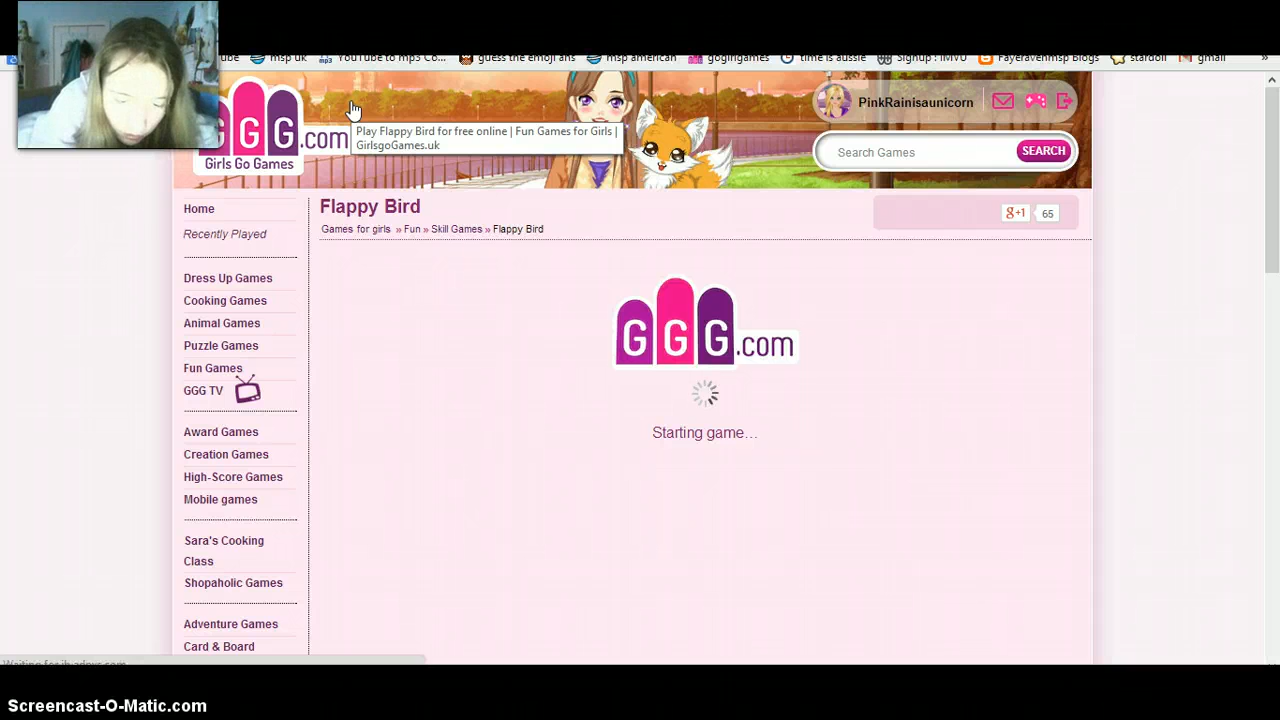 ube
msp uk
YouTube to mp3 Co...
guess the emoji ans
msp american
gogirlgames
time is aussie
Signup : IMVU
Fayeravenmsp Blogs
stardoll
gmail
»
GGG.com
Girls Go Games
Play Flappy Bird for free online | Fun Games for Girls |
GirlsgoGames.uk
PinkRainisaunicorn
Search Games
SEARCH
Home
Recently Played
Dress Up Games
Cooking Games
Animal Games
Puzzle Games
Fun Games
GGG TV
Award Games
Creation Games
High-Score Games
Mobile games
Sara's Cooking
Class
Shopaholic Games
Adventure Games
Card & Board
Flappy Bird
Games for girls » Fun » Skill Games » Flappy Bird
g+1 65
GGG.com
Starting game...
Screencast-O-Matic.com